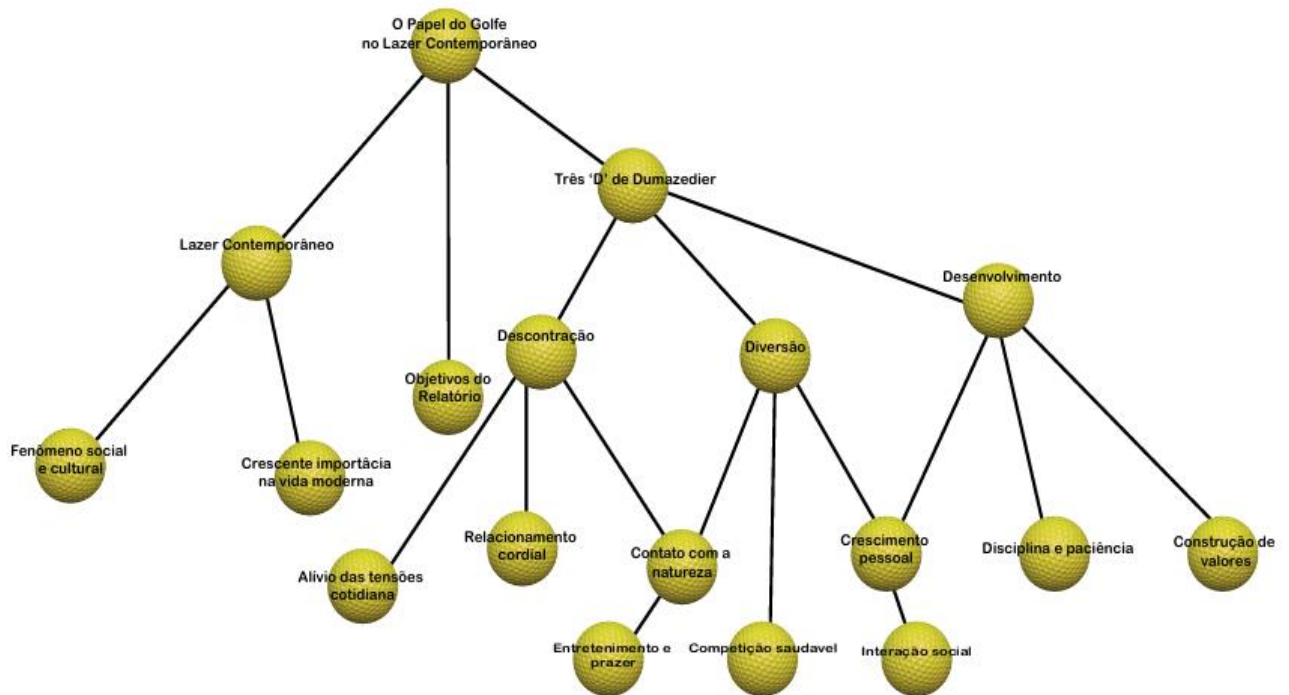 O Papel do Golfe
no Lazer Contemporâneo
Três 'D' de Dumazedier
Lazer Contemporâneo
Desenvolvimento
Descontração
Diversão
Objetivos do
Relatório
Fenômeno social
e cultural
Crescente importâcia
na vida moderna
Relacionamento
cordial
Contato com a
natureza
Crescimento
pessoal
Disciplina e paciência
Construção de
valores
Alívio das tensões
cotidiana
Entretenimento e
prazer
Competição saudavel
Interação social